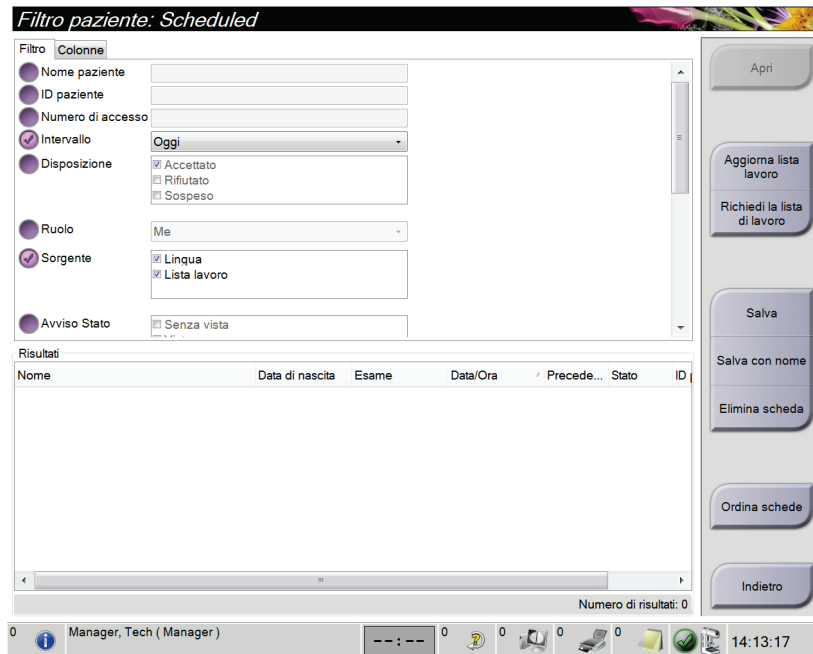 Filtro paziente: Scheduled
Filtro Colonne
Nome paziente
ID paziente
Numero di accesso
Intervallo Oggi
Disposizione Accettato
Rifiutato
Sospeso
Ruolo Me
Sorgente Lingua
Lista lavoro
Avviso Stato Senza vista
Risultati
Nome Data di nascita Esame Data/Ora Precede... Stato ID
Numero di risultati: 0
Apri
Aggiorna lista
lavoro
Richiedi la lista
di lavoro
Salva
Salva con nome
Elimina scheda
Ordina schede
Indietro
0 Manager, Tech ( Manager ) --:-- 0 0 0 0 14:13:17